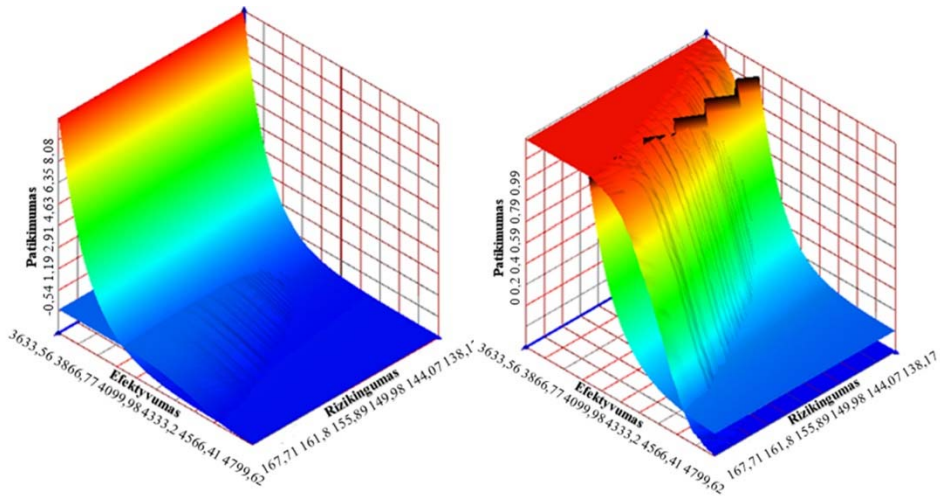 Patikimumas
-0,54 1,19 2,91 4,63 6,35 8,08
3633,56 3866,77 4099,98 4333,2 4566,41 4799,62
Efektyvumas
Rizikingumas
167,71 161,8 155,89 149,98 144,07 138,17
Patikimumas
0 0,2 0,4 0,59 0,79 0,99
3633,56 3866,77 4099,98 4333,2 4566,41 4799,62
Efektyvumas
Rizikingumas
167,71 161,8 155,89 149,98 144,07 138,17